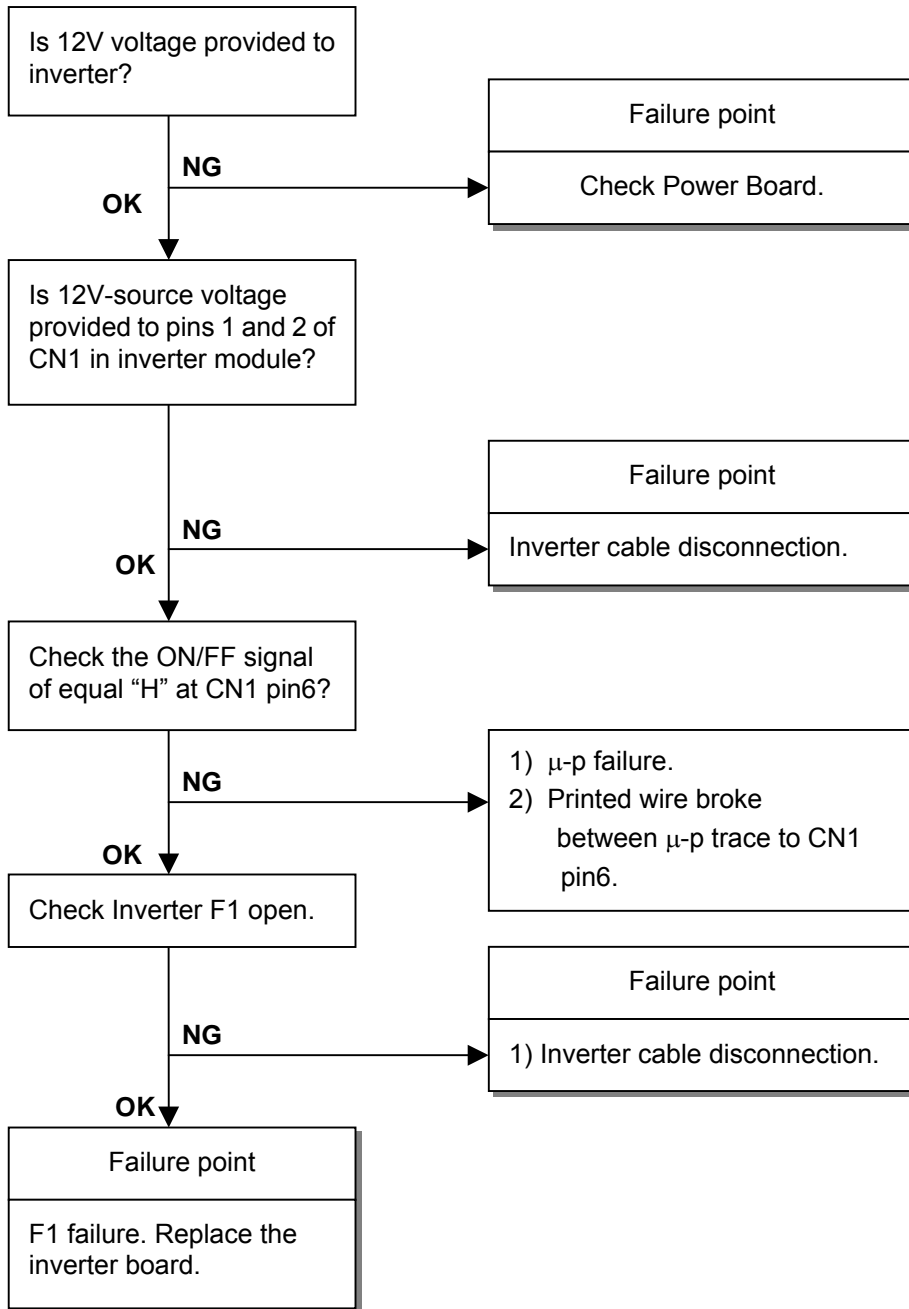 Is 12V voltage provided to
inverter?
Failure point
NG
Check Power Board.
OK
Is 12V-source voltage
provided to pins 1 and 2 of
CN1 in inverter module?
Failure point
NG
Inverter cable disconnection.
OK
Check the ON/FF signal
of equal “H” at CN1 pin6?
NG
1) μ-p failure.
2) Printed wire broke
between μ-p trace to CN1
pin6.
OK
Check Inverter F1 open.
Failure point
NG
1) Inverter cable disconnection.
OK
Failure point
F1 failure. Replace the
inverter board.